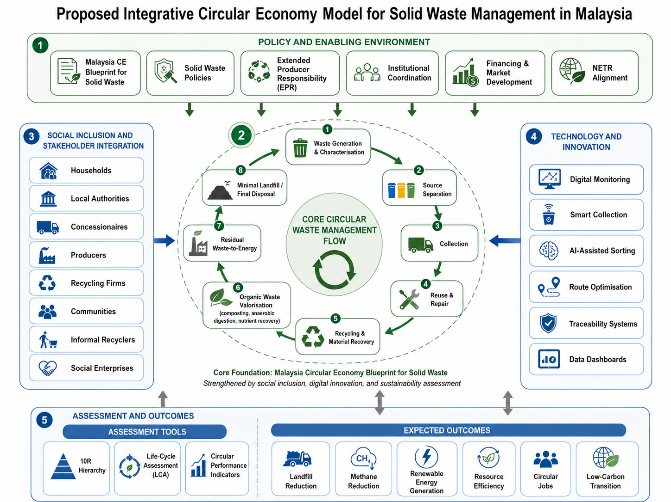 Proposed Integrative Circular Economy Model for Solid Waste Management in Malaysia
1
POLICY AND ENABLING ENVIRONMENT
Malaysia CE
Blueprint for
Solid Waste
Solid Waste
Policies
Extended
Producer
Responsibility
(EPR)
Institutional
Coordination
Financing &
Market
Development
NETR
Alignment
3
SOCIAL INCLUSION AND
STAKEHOLDER INTEGRATION
Households
Local Authorities
Concessionaires
Producers
Recycling Firms
Communities
Informal Recyclers
Social Enterprises
2
1
Waste Generation
& Characterisation
2
Source
Separation
3
Collection
4
Reuse &
Repair
5
Recycling &
Material Recovery
6
Organic Waste
Valorisation
(composting, anaerobic
digestion, nutrient recovery)
7
Residual
Waste-to-Energy
8
Minimal Landfill /
Final Disposal
CORE CIRCULAR
WASTE MANAGEMENT
FLOW
Core Foundation: Malaysia Circular Economy Blueprint for Solid Waste
Strengthened by social inclusion, digital innovation, and sustainability assessment
4
TECHNOLOGY AND
INNOVATION
Digital Monitoring
Smart Collection
AI-Assisted Sorting
Route Optimisation
Traceability Systems
Data Dashboards
5
ASSESSMENT AND OUTCOMES
ASSESSMENT TOOLS
10R
Hierarchy
Life-Cycle
Assessment
(LCA)
Circular
Performance
Indicators
EXPECTED OUTCOMES
Landfill
Reduction
CH₄
Methane
Reduction
Renewable
Energy
Generation
Resource
Efficiency
Circular
Jobs
Low-Carbon
Transition